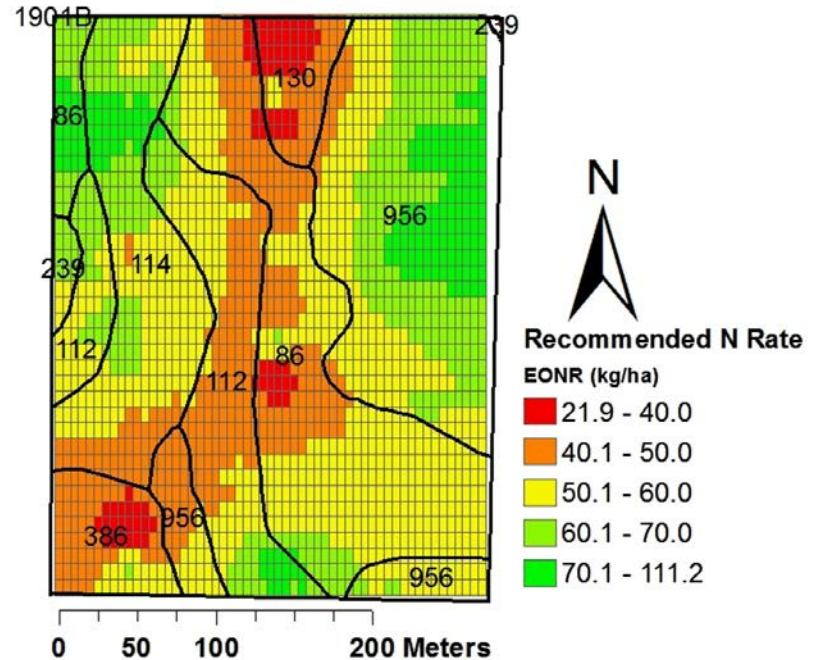 1901B
239
130
86
956
114
239
112
86
112
386
956
956
N
Recommended N Rate
EONR (kg/ha)
21.9 - 40.0
40.1 - 50.0
50.1 - 60.0
60.1 - 70.0
70.1 - 111.2
0 50 100 200 Meters